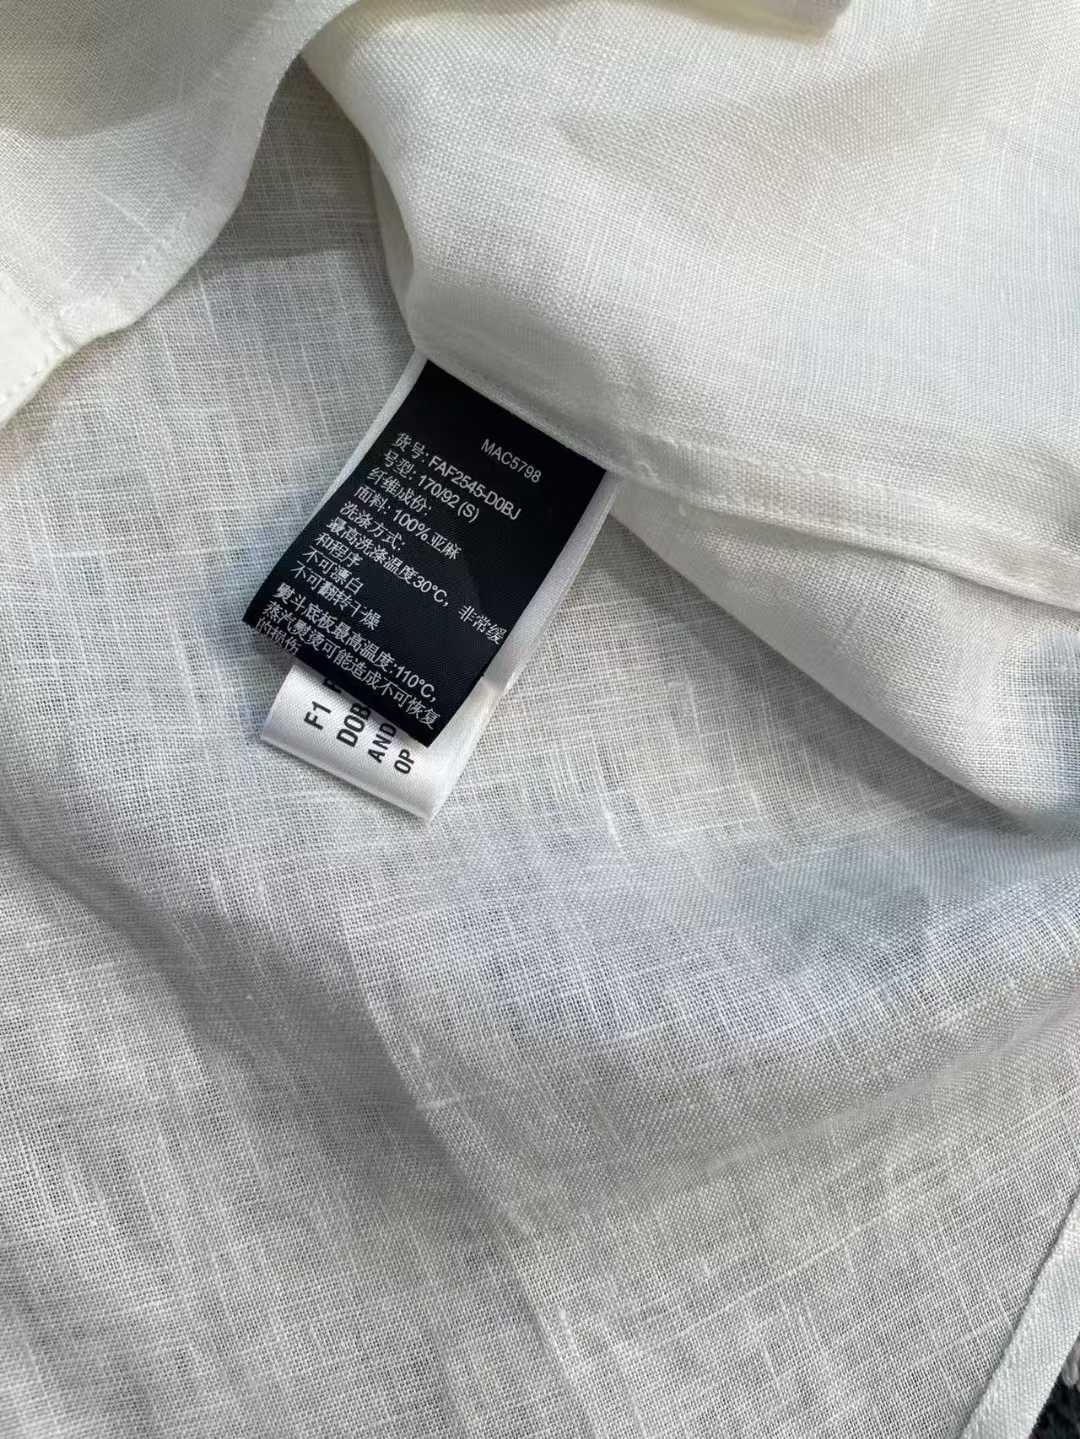 MAC5798
货号: FAF2545-D0BJ
号型: 170/92 (S)
纤维成份:
面料: 100% 亚麻
洗涤方式:
最高洗涤温度30°C, 非常缓
和程序
不可漂白
不可翻转干燥
熨斗底板最高温度:110°C,
蒸汽熨烫可能造成不可恢复
的损伤
F1
D0B
AND
OP